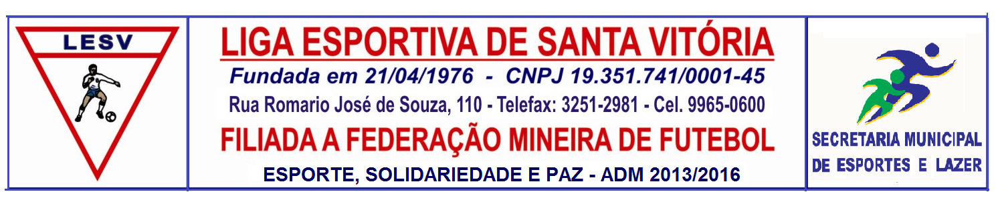 LESV
LIGA ESPORTIVA DE SANTA VITÓRIA
Fundada em 21/04/1976 - CNPJ 19.351.741/0001-45
Rua Romario José de Souza, 110 - Telefax: 3251-2981 - Cel. 9965-0600
FILIADA A FEDERAÇÃO MINEIRA DE FUTEBOL
ESPORTE, SOLIDARIEDADE E PAZ - ADM 2013/2016
SECRETARIA MUNICIPAL
DE ESPORTES E LAZER